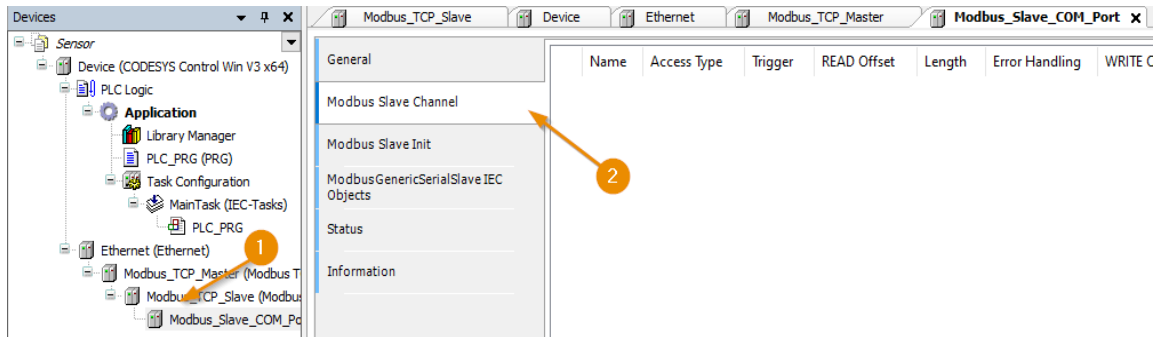 Devices
Sensor
Device (CODESYS Control Win V3 x64)
PLC Logic
Application
Library Manager
PLC_PRG (PRG)
Task Configuration
MainTask (IEC-Tasks)
PLC_PRG
Ethernet (Ethernet)
1
Modbus_TCP_Master (Modbus T
Modbus_TCP_Slave (Modbus
Modbus_Slave_COM_Po
Modbus_TCP_Slave Device Ethernet Modbus_TCP_Master Modbus_Slave_COM_Port X
General
Modbus Slave Channel
Modbus Slave Init
ModbusGenericSerialSlave IEC
Objects
Status
Information
Name Access Type Trigger READ Offset Length Error Handling WRITE O
2